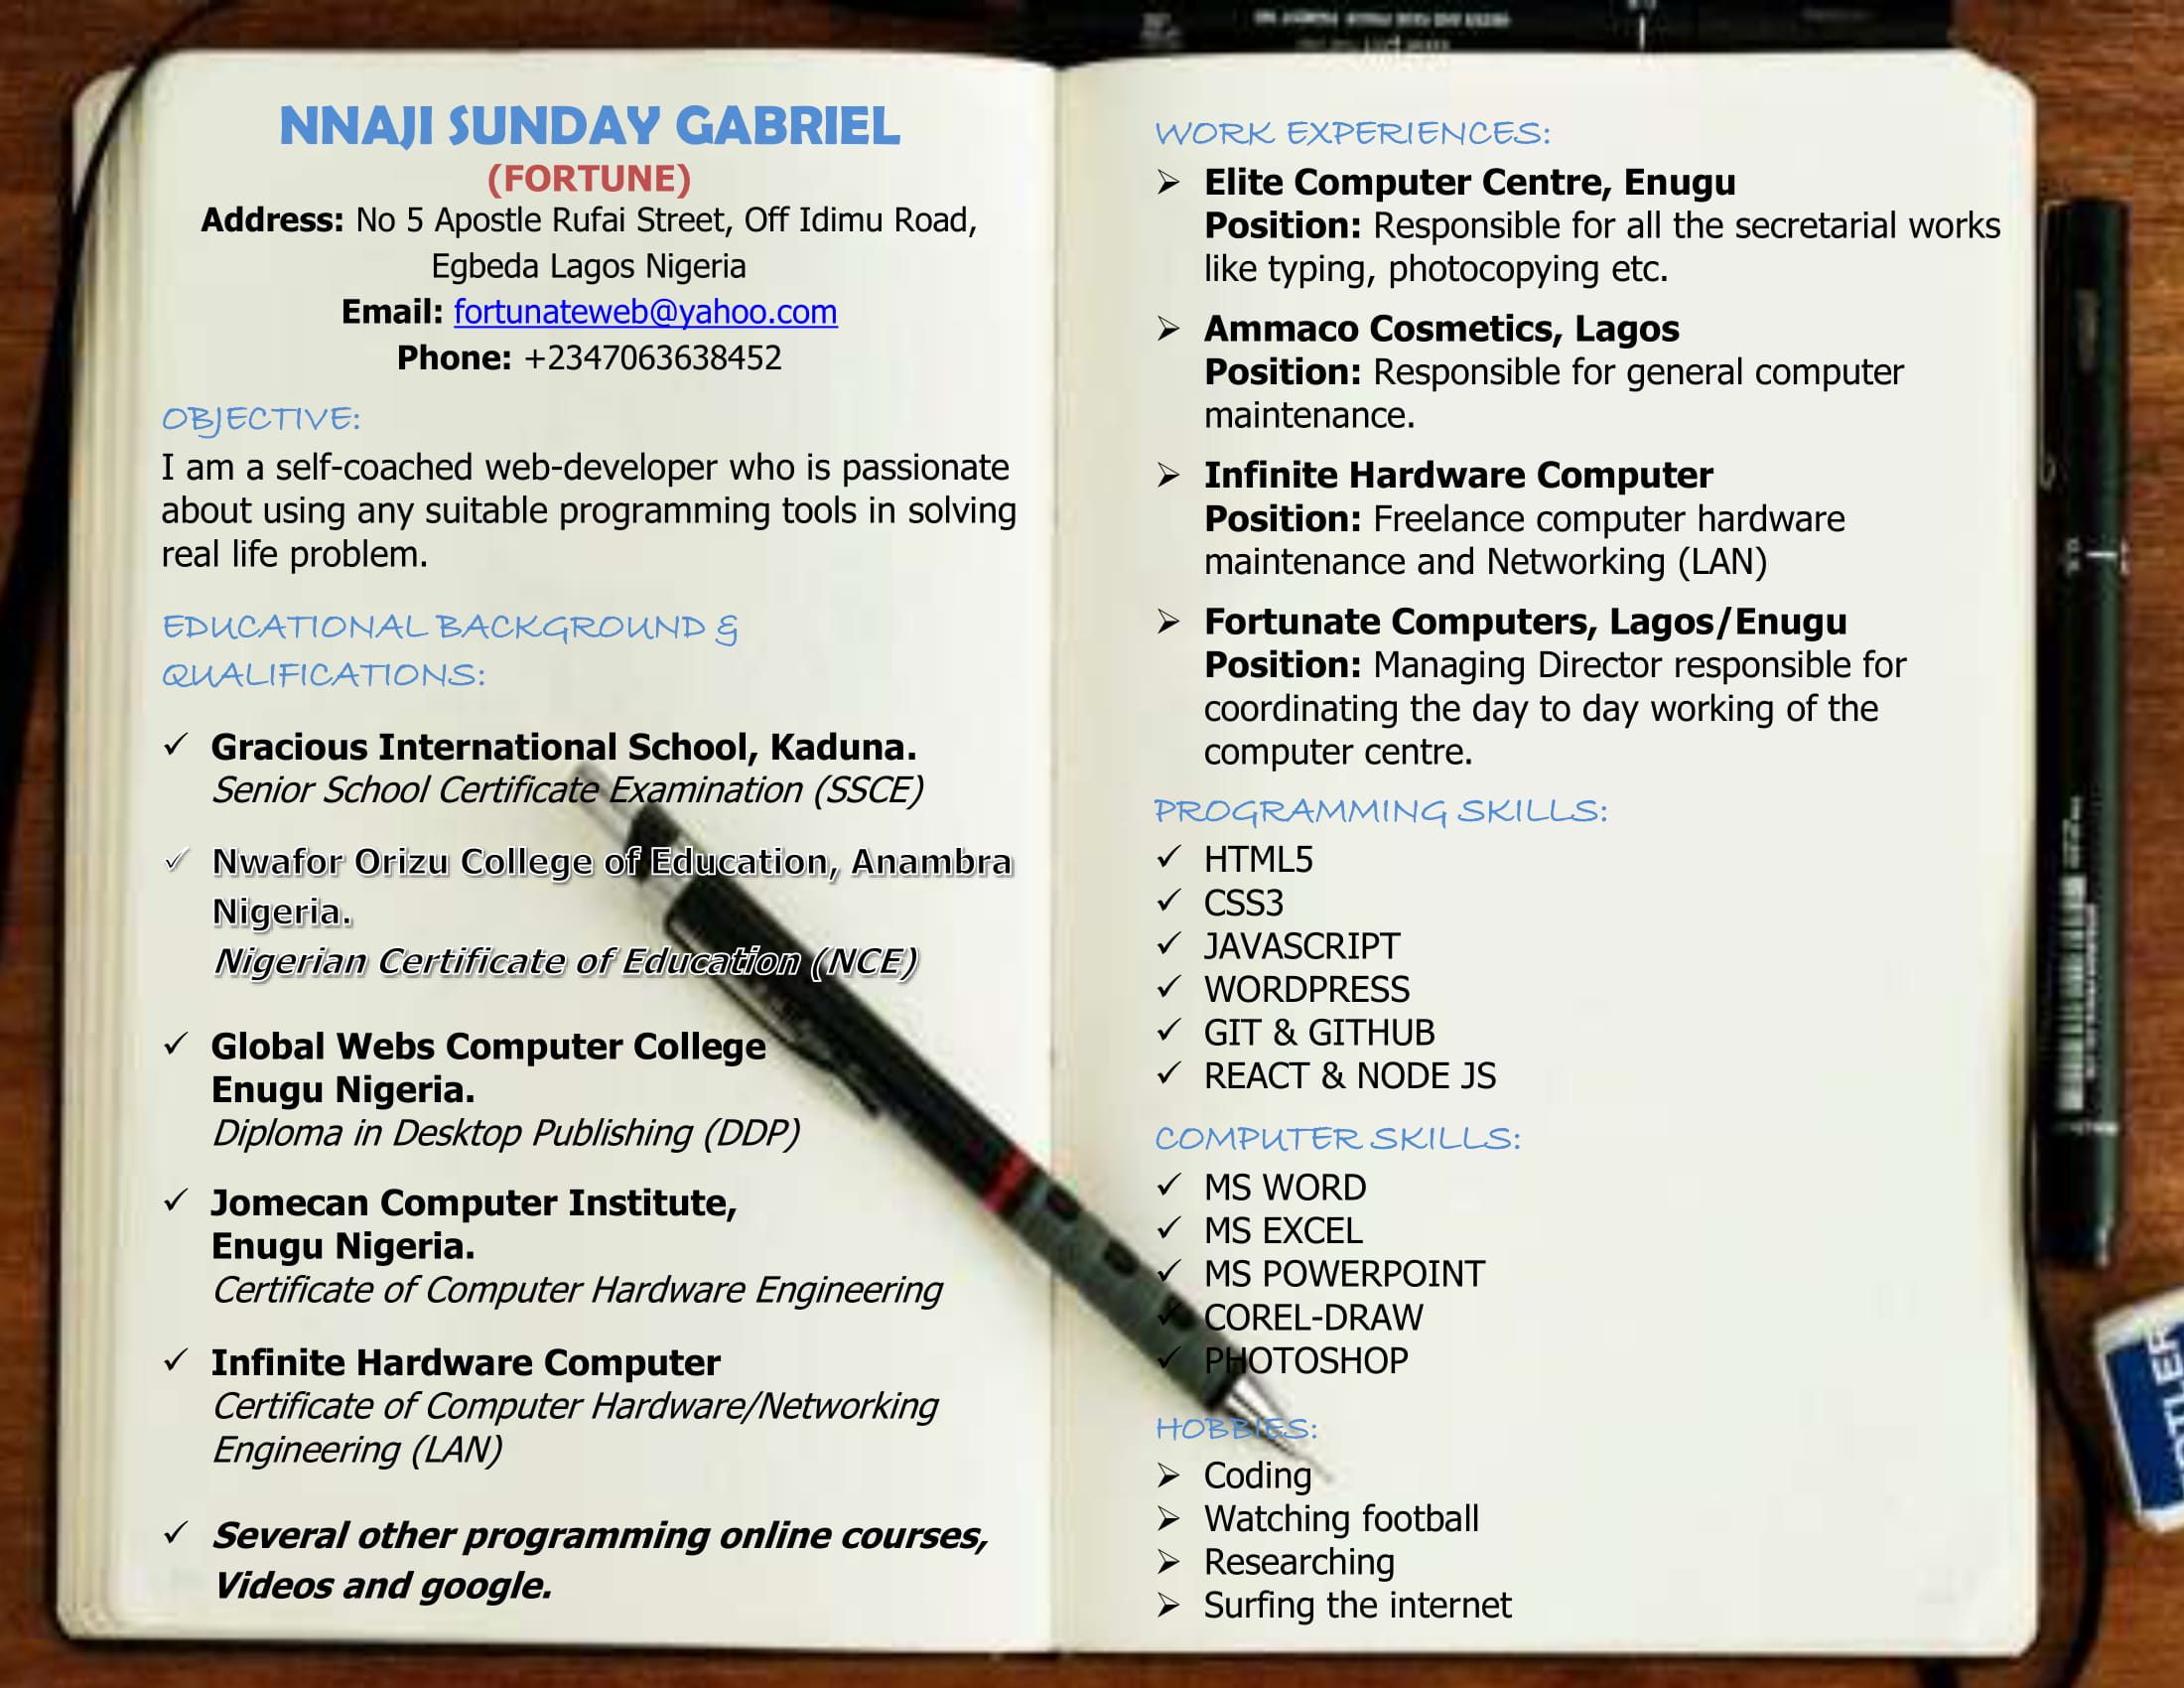 NNAJI SUNDAY GABRIEL
(FORTUNE)
Address: No 5 Apostle Rufai Street, Off Idimu Road,
Egbeda Lagos Nigeria
Email: fortunateweb@yahoo.com
Phone: +2347063638452
OBJECTIVE:
I am a self-coached web-developer who is passionate
about using any suitable programming tools in solving
real life problem.
EDUCATIONAL BACKGROUND &
QUALIFICATIONS:
✓ Gracious International School, Kaduna.
Senior School Certificate Examination (SSCE)
✓ Nwafor Orizu College of Education, Anambra
Nigeria.
Nigerian Certificate of Education (NCE)
✓ Global Webs Computer College
Enugu Nigeria.
Diploma in Desktop Publishing (DDP)
✓ Jomecan Computer Institute,
Enugu Nigeria.
Certificate of Computer Hardware Engineering
✓ Infinite Hardware Computer
Certificate of Computer Hardware/Networking
Engineering (LAN)
✓ Several other programming online courses,
Videos and google.
WORK EXPERIENCES:
➢ Elite Computer Centre, Enugu
Position: Responsible for all the secretarial works
like typing, photocopying etc.
➢ Ammaco Cosmetics, Lagos
Position: Responsible for general computer
maintenance.
➢ Infinite Hardware Computer
Position: Freelance computer hardware
maintenance and Networking (LAN)
➢ Fortunate Computers, Lagos/Enugu
Position: Managing Director responsible for
coordinating the day to day working of the
computer centre.
PROGRAMMING SKILLS:
✓ HTML5
✓ CSS3
✓ JAVASCRIPT
✓ WORDPRESS
✓ GIT & GITHUB
✓ REACT & NODE JS
COMPUTER SKILLS:
✓ MS WORD
✓ MS EXCEL
✓ MS POWERPOINT
✓ COREL-DRAW
✓ PHOTOSHOP
HOBBIES:
➢ Coding
➢ Watching football
➢ Researching
➢ Surfing the internet